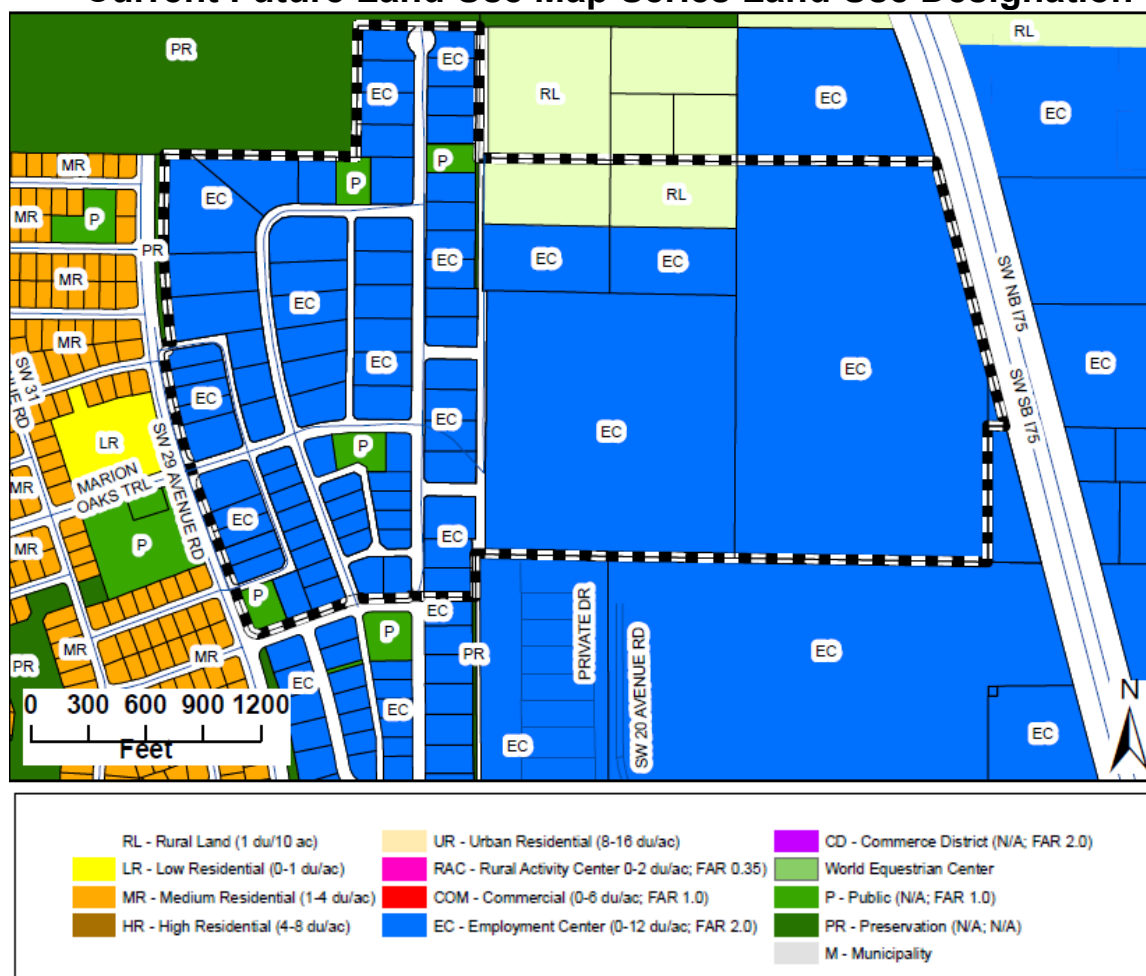 Current Future Land Use Map Series Land Use Designation
PR
EC
EC
RL
EC
RL
EC
MR
P
P
EC
RL
MR
P
PR
EC
EC
EC
MR
EC
SW NB I75
MR
EC
EC
EC
EC
SW SB I75
SW 31
NUE RD
EC
EC
LR
SW 29 AVENUE RD
P
MARION
OAKS TRL
MR
MR
EC
EC
P
P
EC
P
EC
PRIVATE DR
SW 20 AVENUE RD
EC
MR
MR
PR
PR
EC
EC
EC
EC
N
0 300 600 900 1200
Feet
RL - Rural Land (1 du/10 ac)
LR - Low Residential (0-1 du/ac)
MR - Medium Residential (1-4 du/ac)
HR - High Residential (4-8 du/ac)
UR - Urban Residential (8-16 du/ac)
RAC - Rural Activity Center 0-2 du/ac; FAR 0.35)
COM - Commercial (0-6 du/ac; FAR 1.0)
EC - Employment Center (0-12 du/ac; FAR 2.0)
CD - Commerce District (N/A; FAR 2.0)
World Equestrian Center
P - Public (N/A; FAR 1.0)
PR - Preservation (N/A; N/A)
M - Municipality